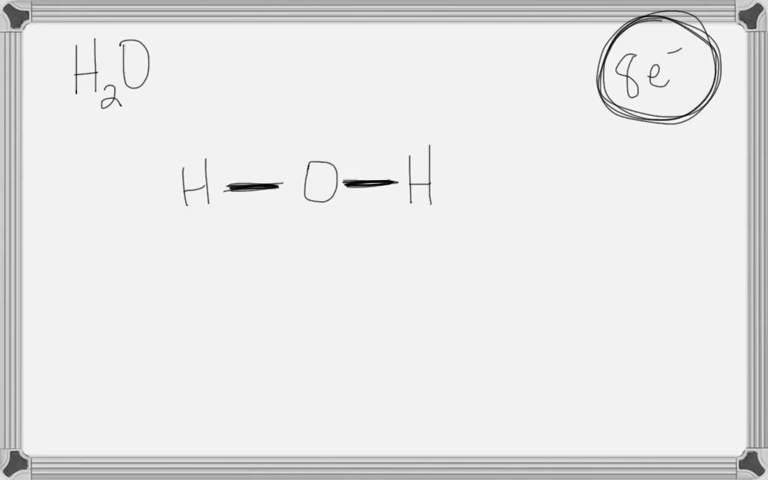 H₂O
8e⁻
H — O — H